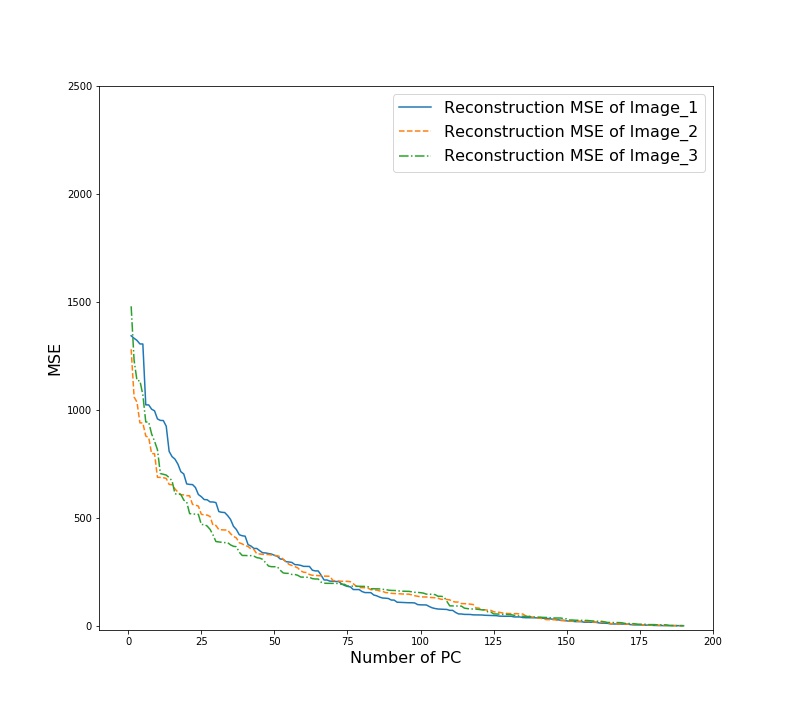 2500
2000
1500
1000
500
0
MSE
Reconstruction MSE of Image_1
Reconstruction MSE of Image_2
Reconstruction MSE of Image_3
0 25 50 75 100 125 150 175 200
Number of PC